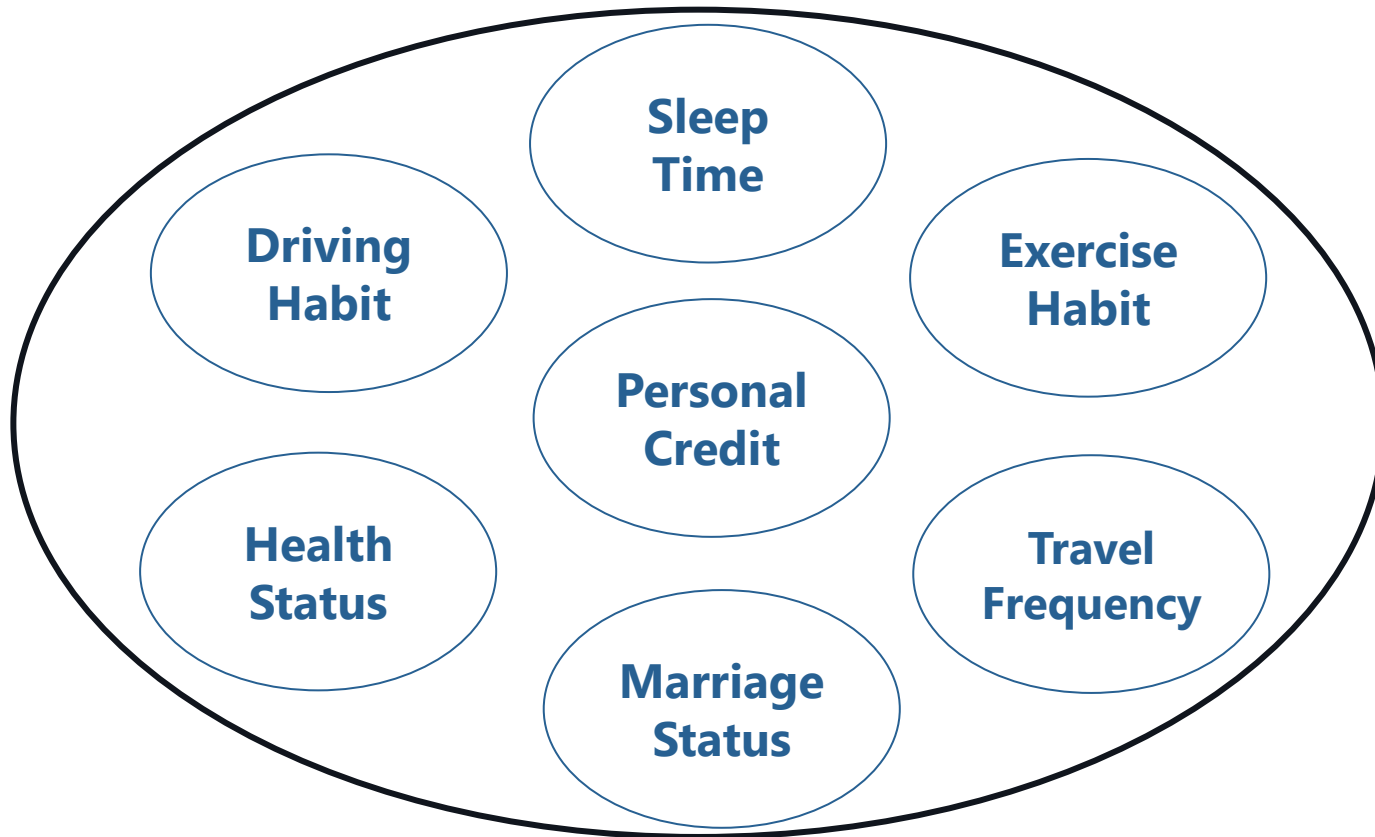 Sleep
Time
Driving
Habit
Exercise
Habit
Personal
Credit
Health
Status
Travel
Frequency
Marriage
Status